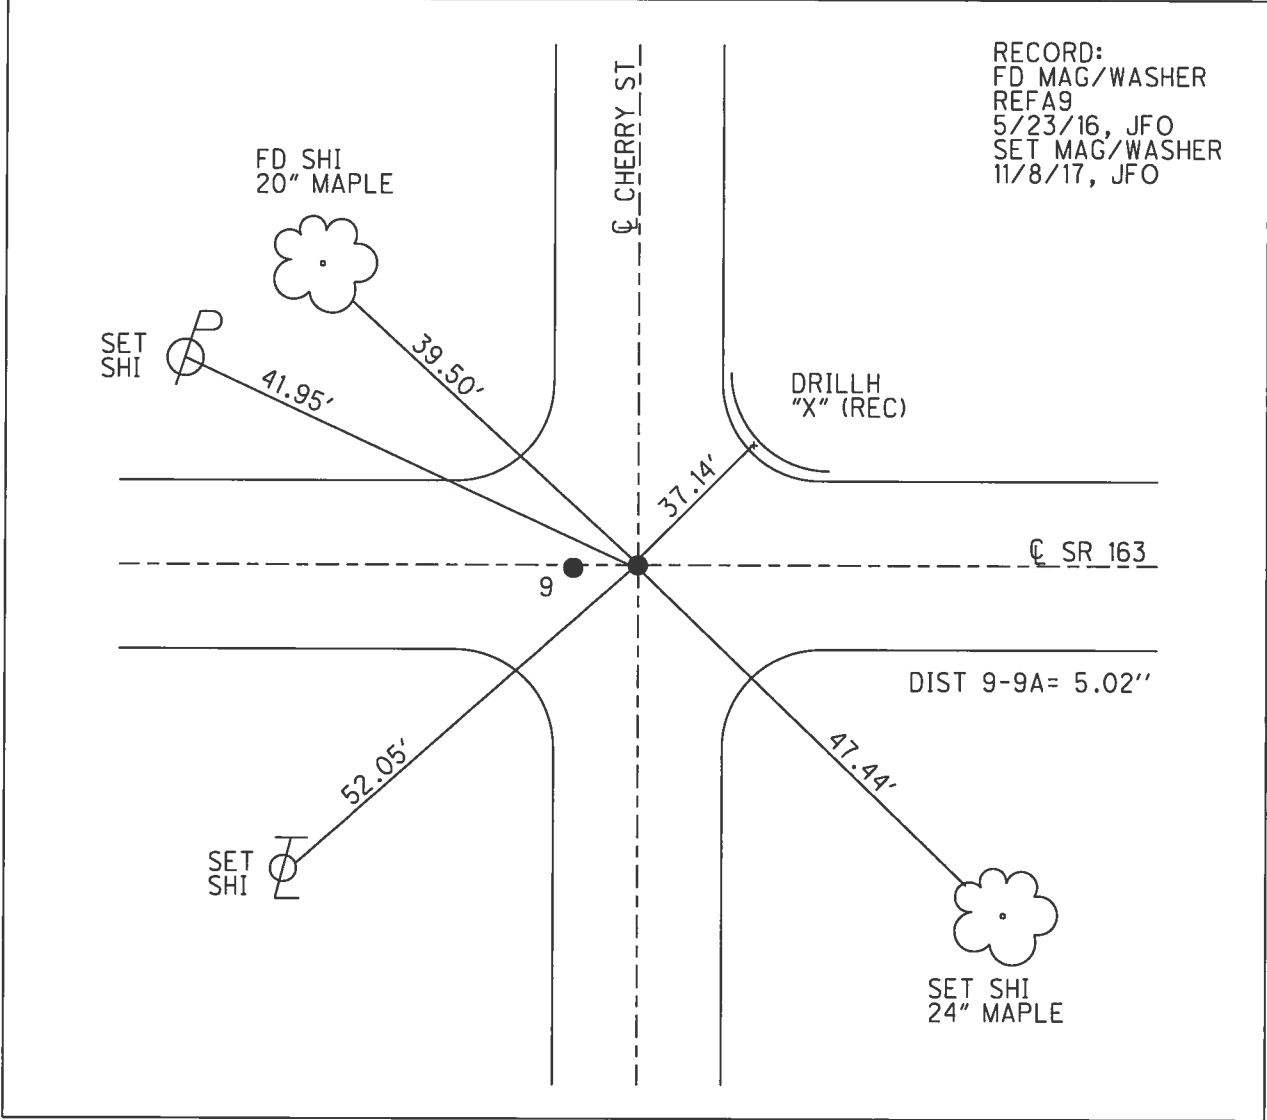 RECORD:
FD MAG/WASHER
REFA9
5/23/16, JFO
SET MAG/WASHER
11/8/17, JFO
℄ CHERRY ST
FD SHI
20" MAPLE
SET
SHI
P
41.95'
39.50'
DRILLH
"X" (REC)
37.14'
℄ SR 163
9
DIST 9-9A= 5.02''
52.05'
47.44'
SET
SHI
SET SHI
24" MAPLE